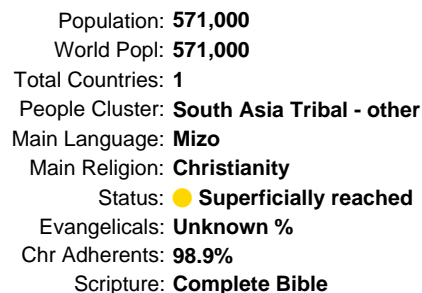 Population: 571,000
World Popl: 571,000
Total Countries: 1
People Cluster: South Asia Tribal - other
Main Language: Mizo
Main Religion: Christianity
Status: Superficially reached
Evangelicals: Unknown %
Chr Adherents: 98.9%
Scripture: Complete Bible